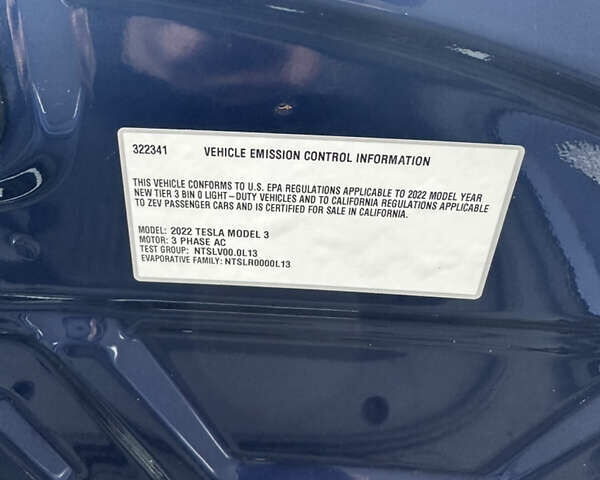 322341 VEHICLE EMISSION CONTROL INFORMATION
THIS VEHICLE CONFORMS TO U.S. EPA REGULATIONS APPLICABLE TO 2022 MODEL YEAR
NEW TIER 3 BIN 0 LIGHT-DUTY VEHICLES AND TO CALIFORNIA REGULATIONS APPLICABLE
TO ZEV PASSENGER CARS AND IS CERTIFIED FOR SALE IN CALIFORNIA.
MODEL: 2022 TESLA MODEL 3
MOTOR: 3 PHASE AC
TEST GROUP: NTSLV00.0L13
EVAPORATIVE FAMILY: NTSLR0000L13